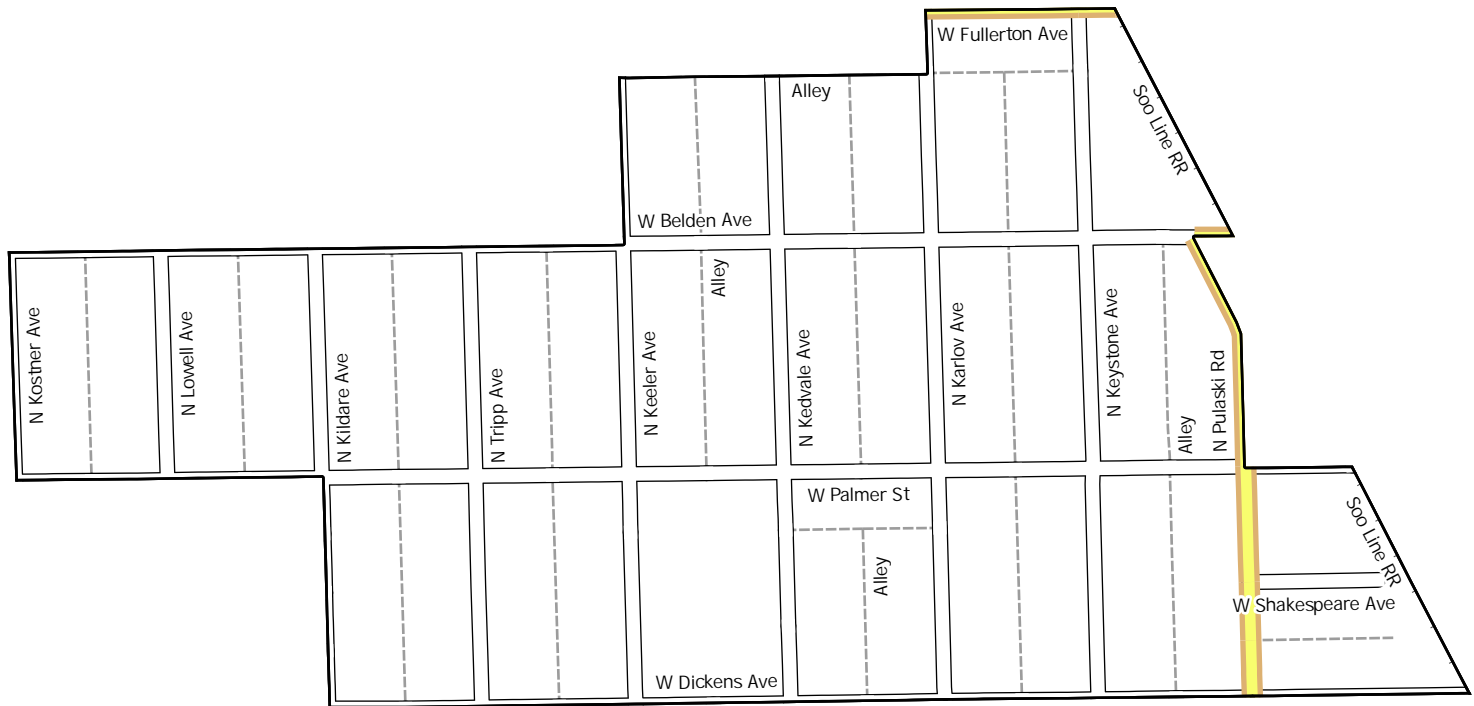 W Fullerton Ave
Alley
Soo Line RR
W Belden Ave
Alley
N Kostner Ave
N Lowell Ave
N Kildare Ave
N Tripp Ave
N Keeler Ave
N Kedvale Ave
N Karlov Ave
N Keystone Ave
Alley
N Pulaski Rd
W Palmer St
Alley
Soo Line RR
W Shakespeare Ave
W Dickens Ave